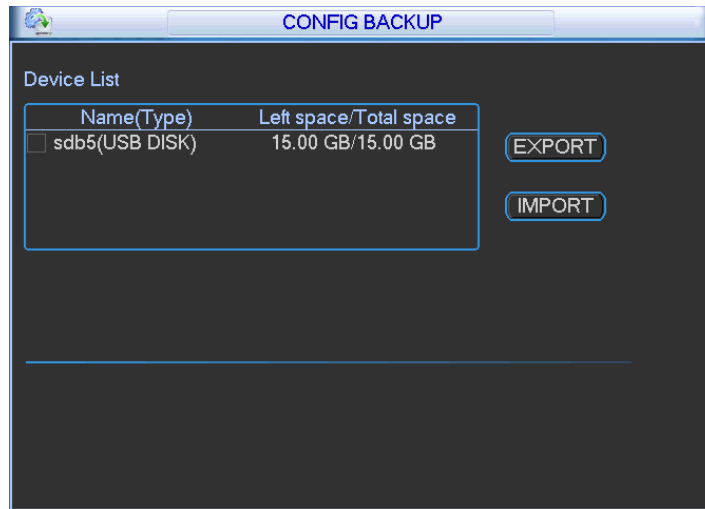 CONFIG BACKUP
Device List
Name(Type) Left space/Total space
sdb5(USB DISK) 15.00 GB/15.00 GB
EXPORT
IMPORT